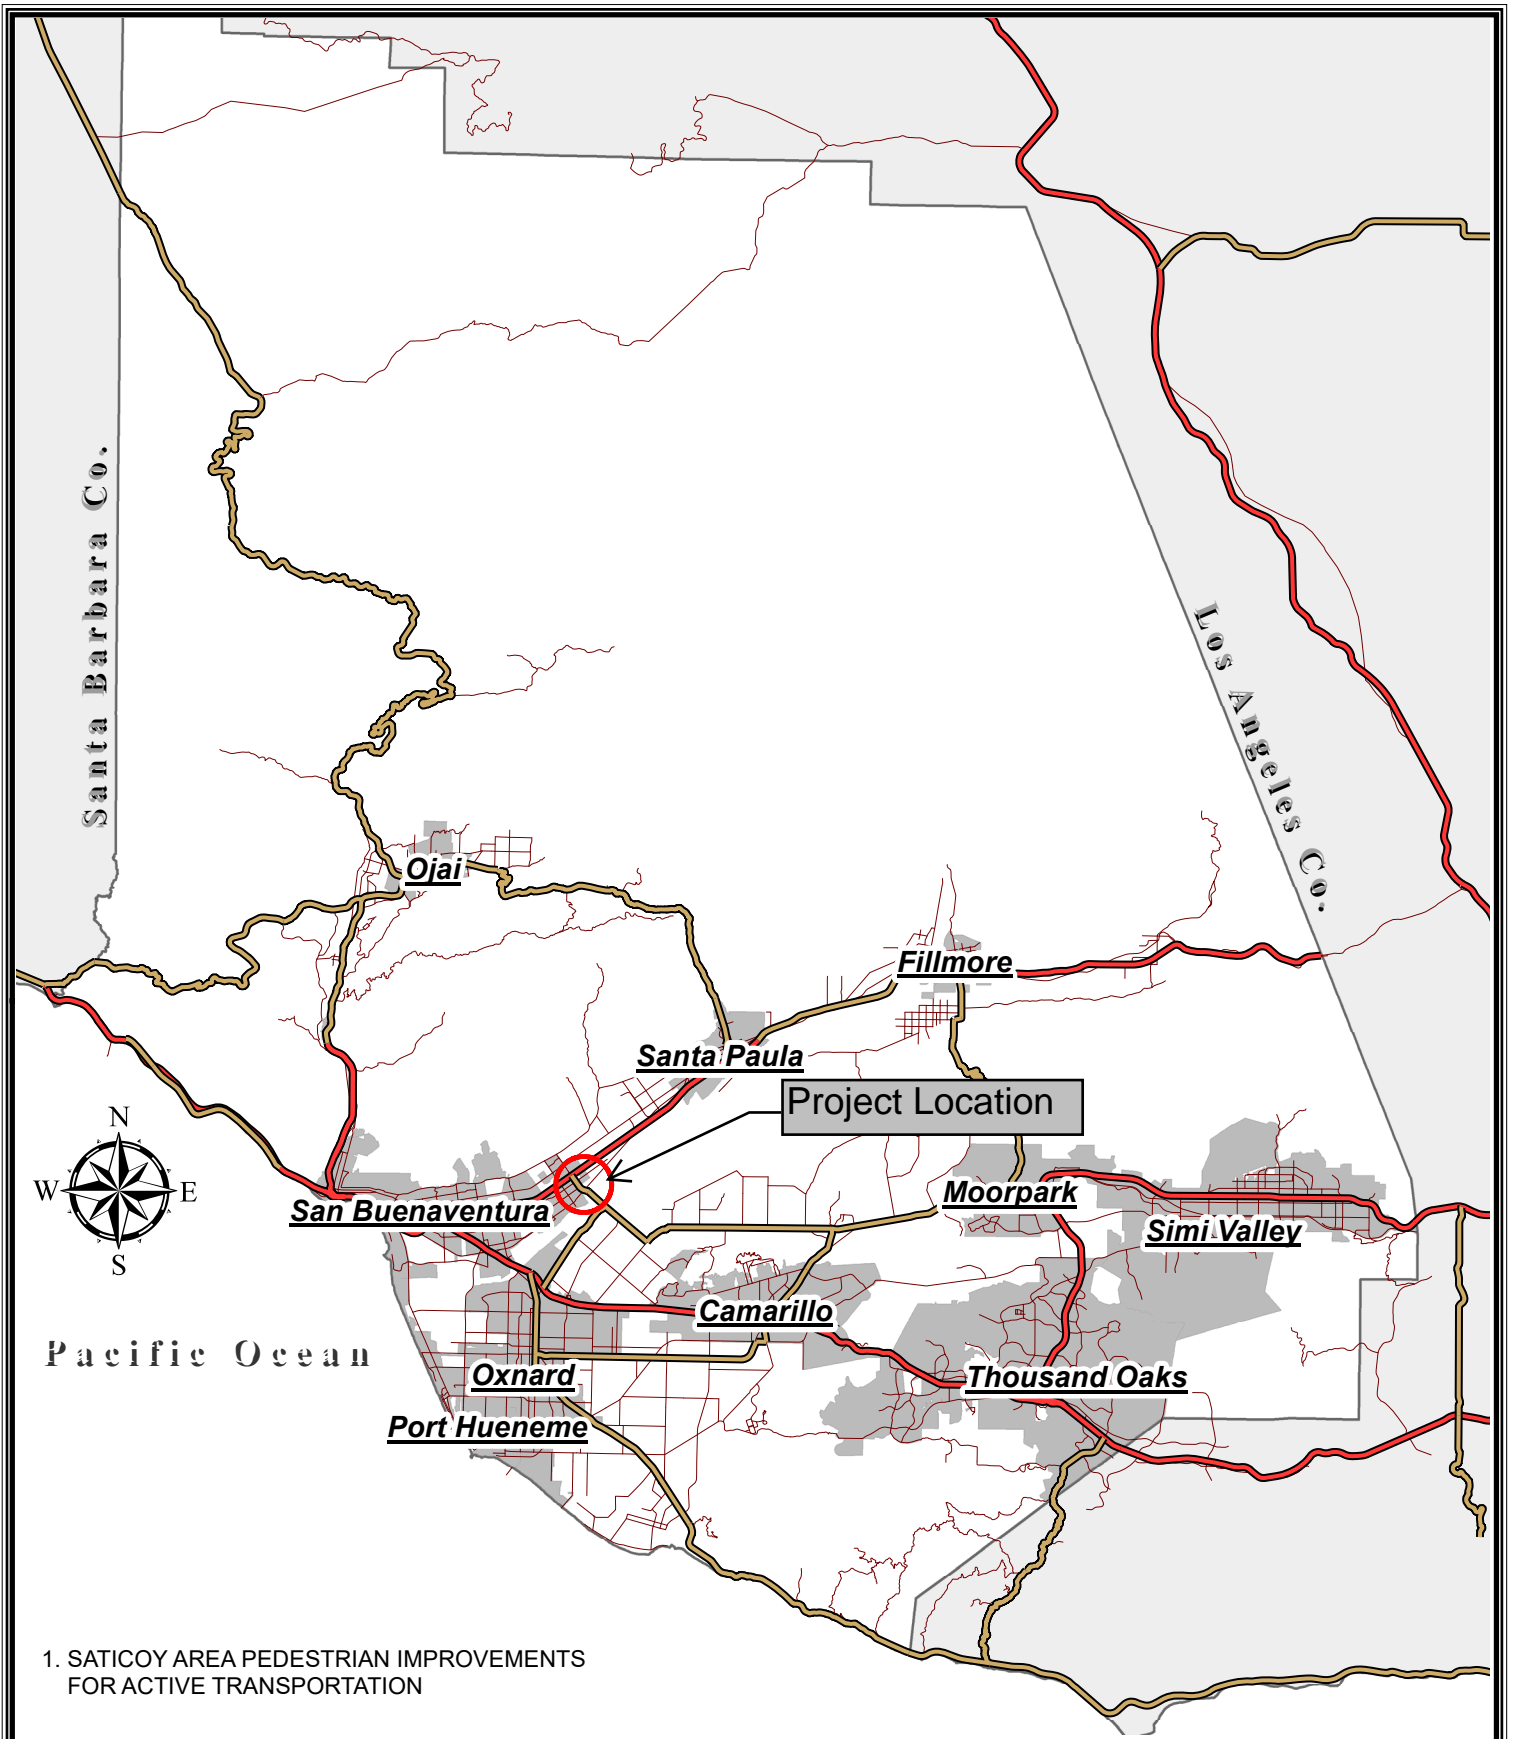 Santa Barbara Co.
Los Angeles Co.
Ojai
Fillmore
Santa Paula
Project Location
N
W E
S
San Buenaventura
Moorpark
Simi Valley
Camarillo
Pacific Ocean
Oxnard
Thousand Oaks
Port Hueneme
1. SATICOY AREA PEDESTRIAN IMPROVEMENTS
FOR ACTIVE TRANSPORTATION